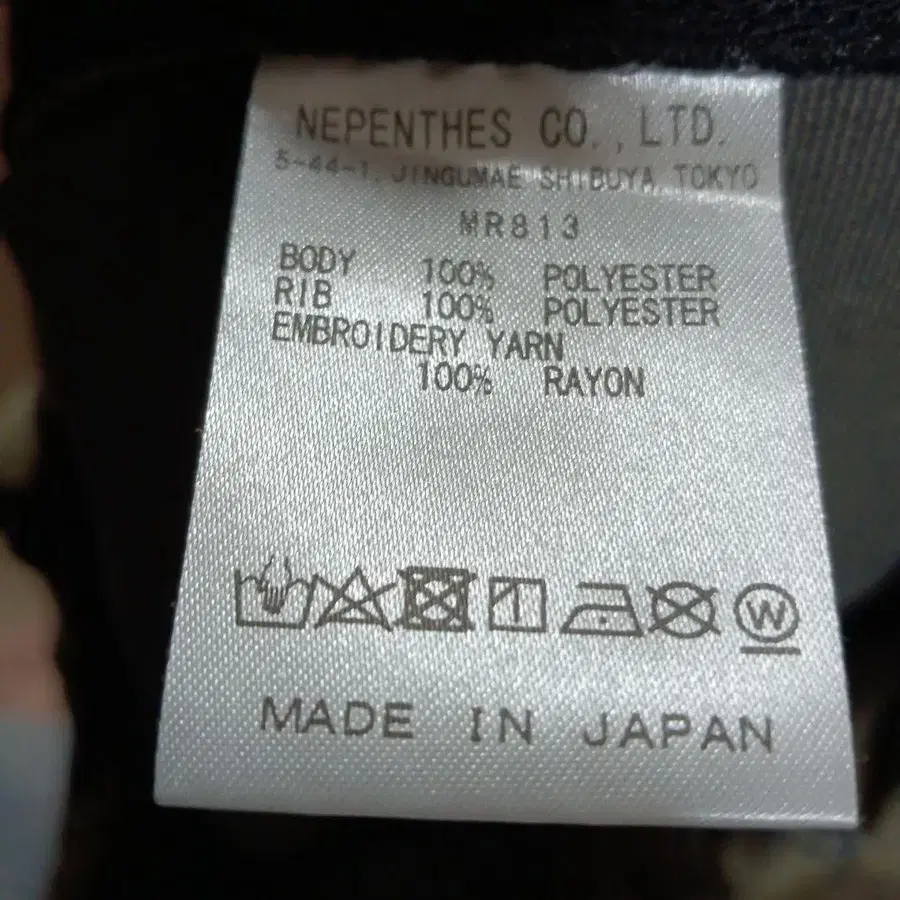 NEPENTHES CO., LTD.
5-44-1, JINGUMAE SHIBUYA TOKYO
MR813
BODY 100% POLYESTER
RIB 100% POLYESTER
EMBROIDERY YARN
100% RAYON
W
MADE IN JAPAN